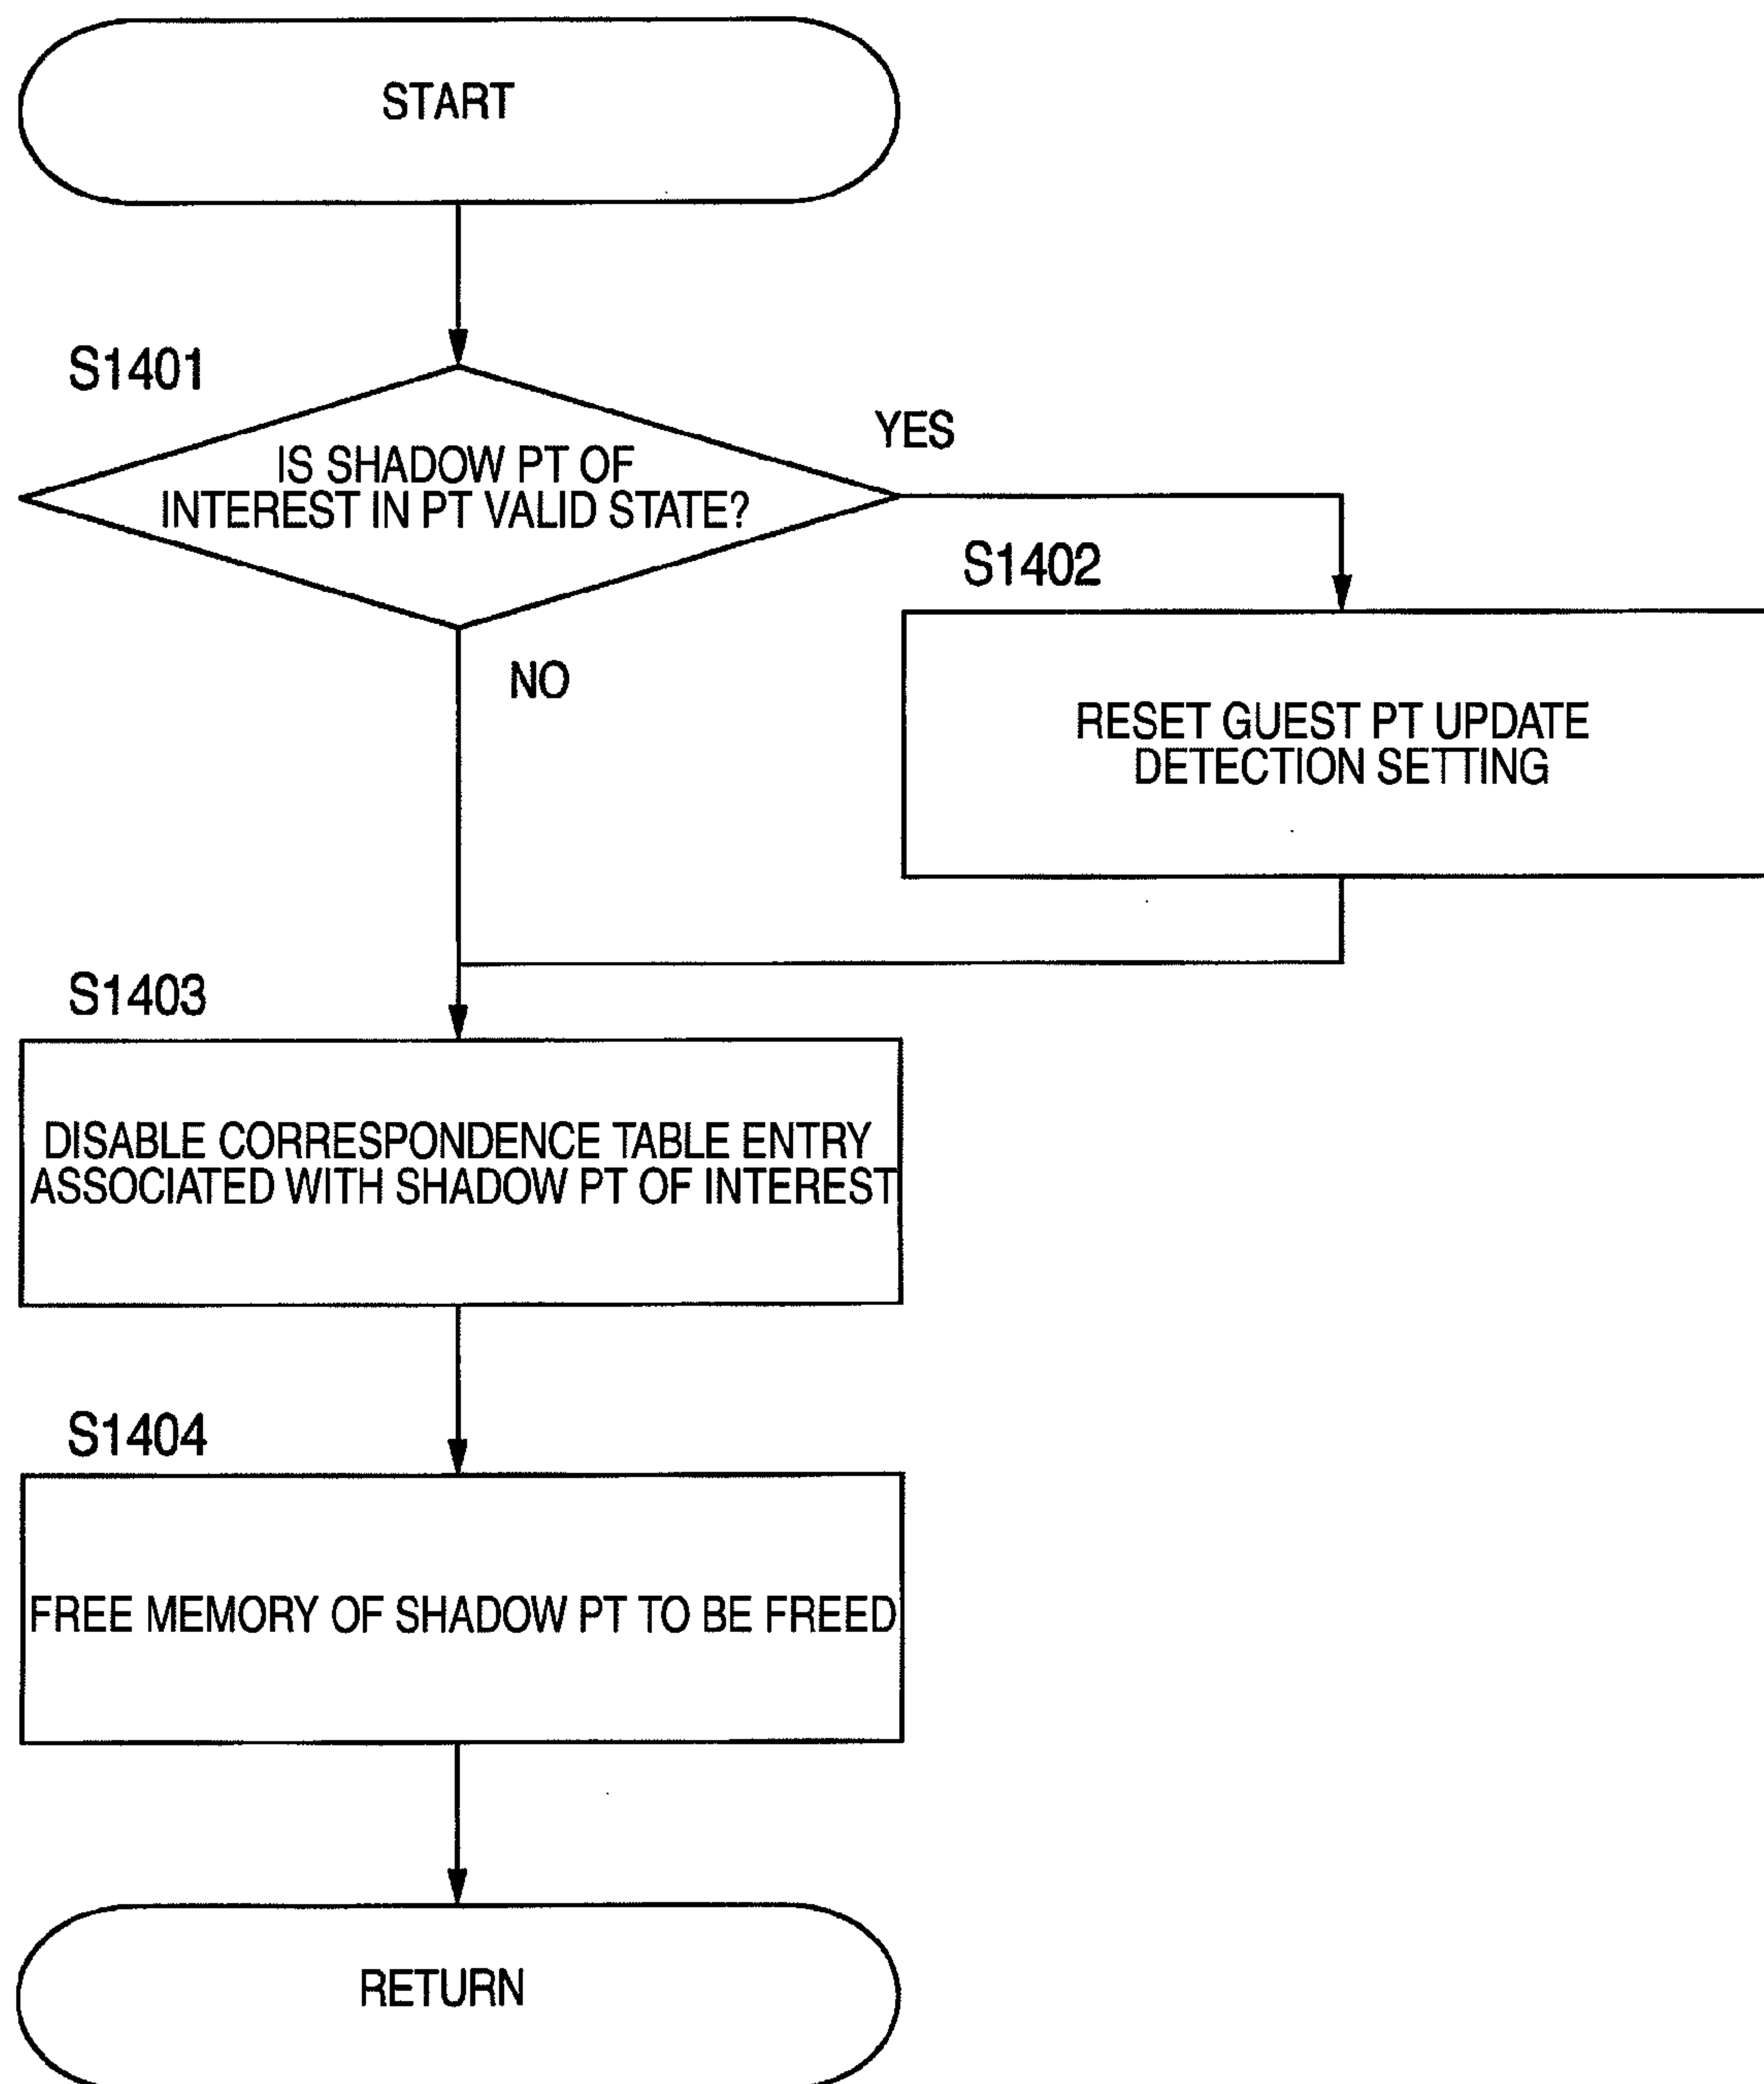 START
S1401
IS SHADOW PT OF
INTEREST IN PT VALID STATE?
YES
NO
S1402
RESET GUEST PT UPDATE
DETECTION SETTING
S1403
DISABLE CORRESPONDENCE TABLE ENTRY
ASSOCIATED WITH SHADOW PT OF INTEREST
S1404
FREE MEMORY OF SHADOW PT TO BE FREED
RETURN